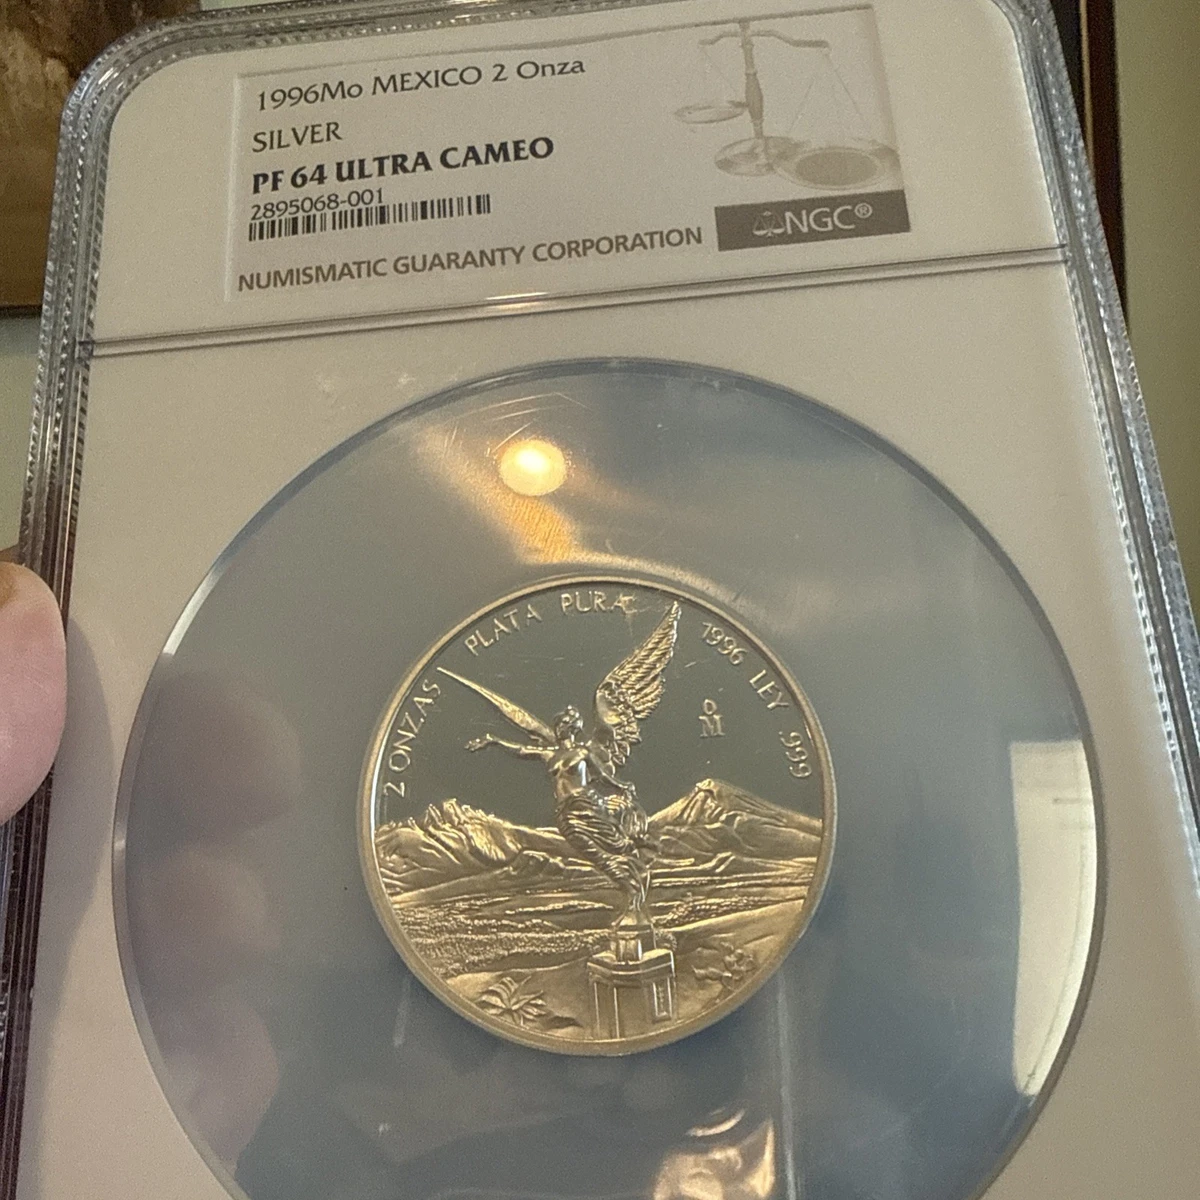 1996Mo MEXICO 2 Onza
SILVER
PF 64 ULTRA CAMEO
2895068-001
NUMISMATIC GUARANTY CORPORATION
NGC®
2 ONZAS PLATA PURA 1996 LEY .999
o
M